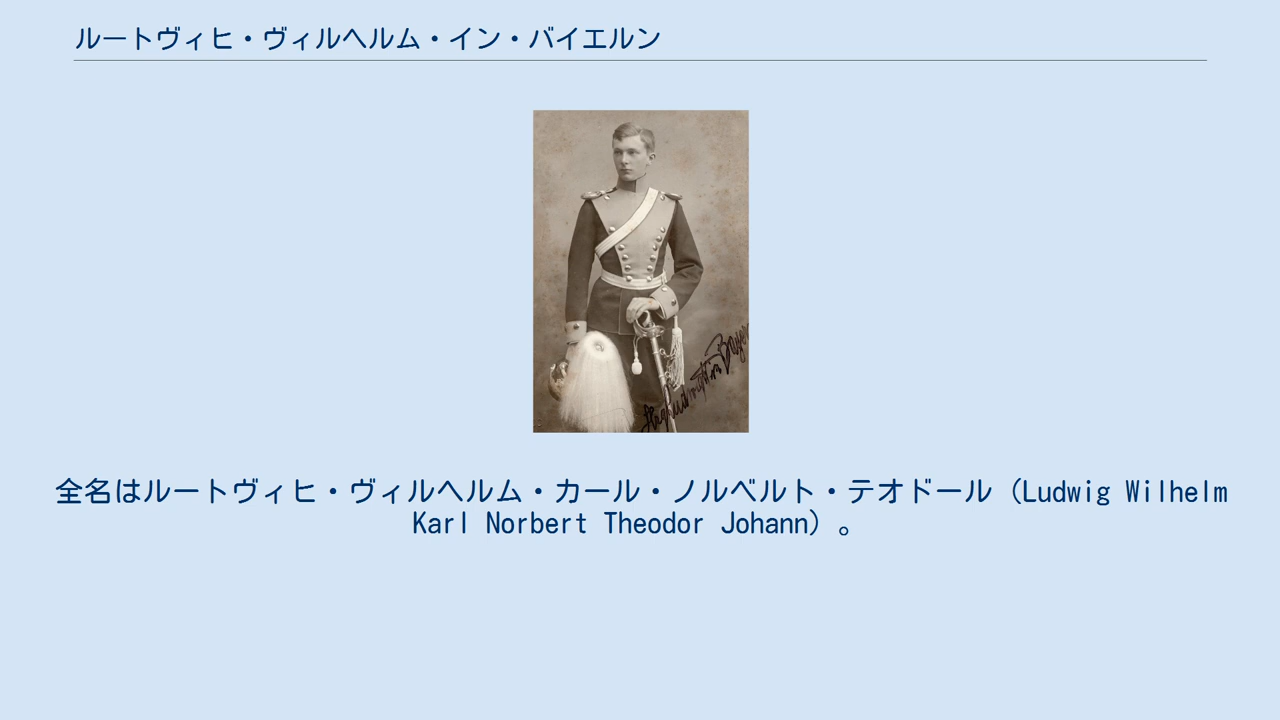 ルートヴィヒ・ヴィルヘルム・イン・バイエルン
全名はルートヴィヒ・ヴィルヘルム・カール・ノルベルト・テオドール（Ludwig Wilhelm
Karl Norbert Theodor Johann）。